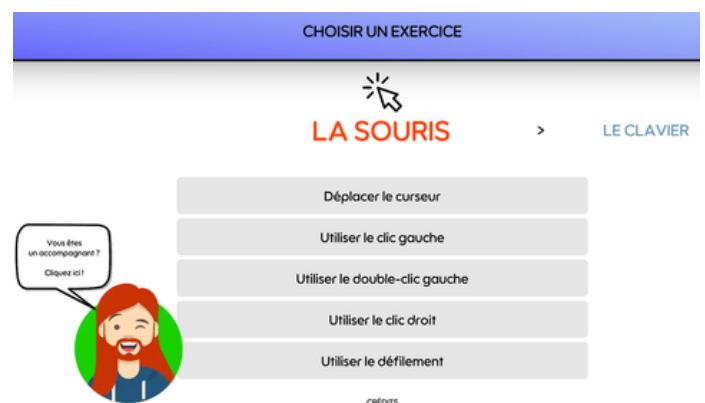 CHOISIR UN EXERCICE
LA SOURIS
>
LE CLAVIER
Déplacer le curseur
Utiliser le clic gauche
Utiliser le double-clic gauche
Utiliser le clic droit
Utiliser le défilement
Vous êtes
un accompagnant ?
Cliquez ici !
CRÉDITS